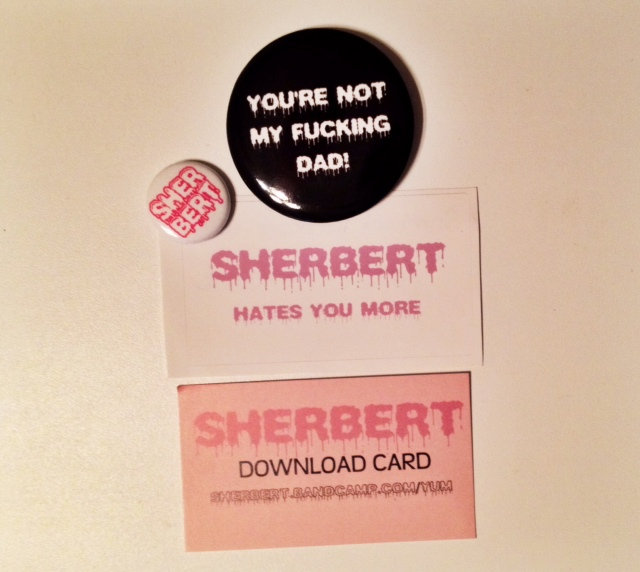 YOU'RE NOT
MY FUCKING
DAD!
SHER
BERT
SHERBERT
HATES YOU MORE
SHERBERT
DOWNLOAD CARD
SHERBERT.BANDCAMP.COM/YUM